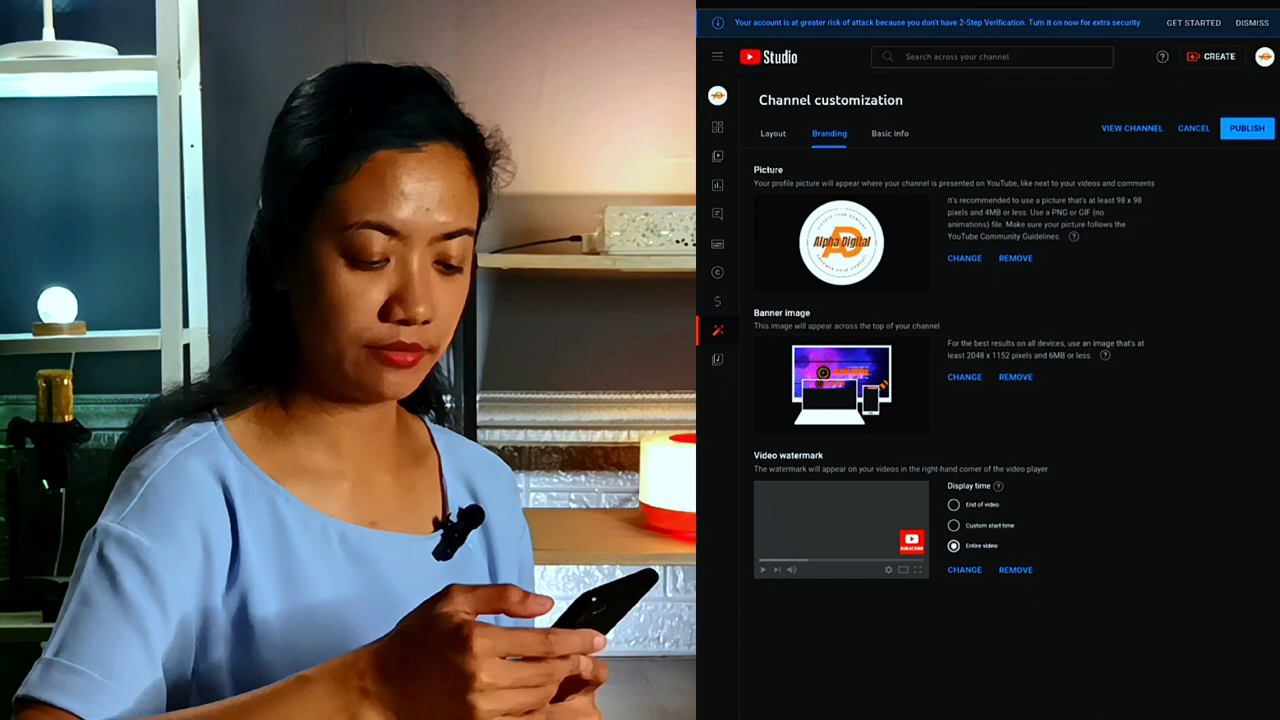 Your account is at greater risk of attack because you don't have 2-Step Verification. Turn it on now for extra security
GET STARTED
DISMISS
Studio
Search across your channel
CREATE
Channel customization
Layout
Branding
Basic info
VIEW CHANNEL
CANCEL
PUBLISH
Picture
Your profile picture will appear where your channel is presented on YouTube, like next to your videos and comments
Alpha Digital
It's recommended to use a picture that's at least 98 x 98
pixels and 4MB or less. Use a PNG or GIF (no
animations) file. Make sure your picture follows the
YouTube Community Guidelines.
CHANGE
REMOVE
Banner image
This image will appear across the top of your channel
For the best results on all devices, use an image that's at
least 2048 x 1152 pixels and 6MB or less.
CHANGE
REMOVE
Video watermark
The watermark will appear on your videos in the right-hand corner of the video player
SUBSCRIBE
Display time
End of video
Custom start time
Entire video
CHANGE
REMOVE